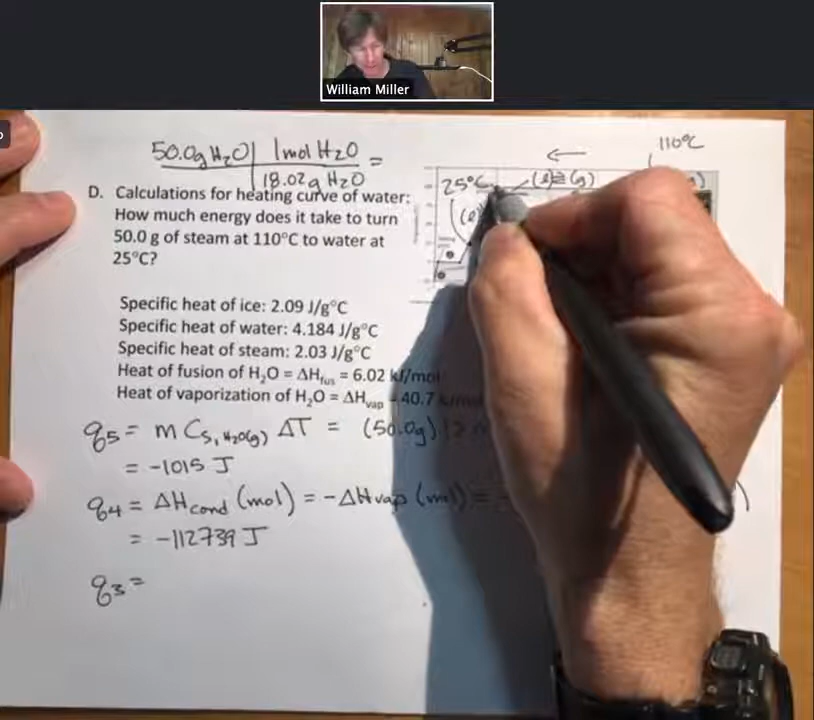 William Miller
50.0g H2O | 1mol H2O =
18.02g H2O
110°C
←
25°C
(l)⇌(g)
(l)
D. Calculations for heating curve of water:
How much energy does it take to turn
50.0 g of steam at 110°C to water at
25°C?
Specific heat of ice: 2.09 J/g°C
Specific heat of water: 4.184 J/g°C
Specific heat of steam: 2.03 J/g°C
Heat of fusion of H₂O = ΔHfus = 6.02 kJ/mol
Heat of vaporization of H₂O = ΔHvap = 40.7 kJ/mol
q5 = m Cs, H2O(g) ΔT = (50.0g)
= -1015 J
q4 = ΔHcond (mol) = -ΔHvap (mol) =
= -112739 J
q3 =